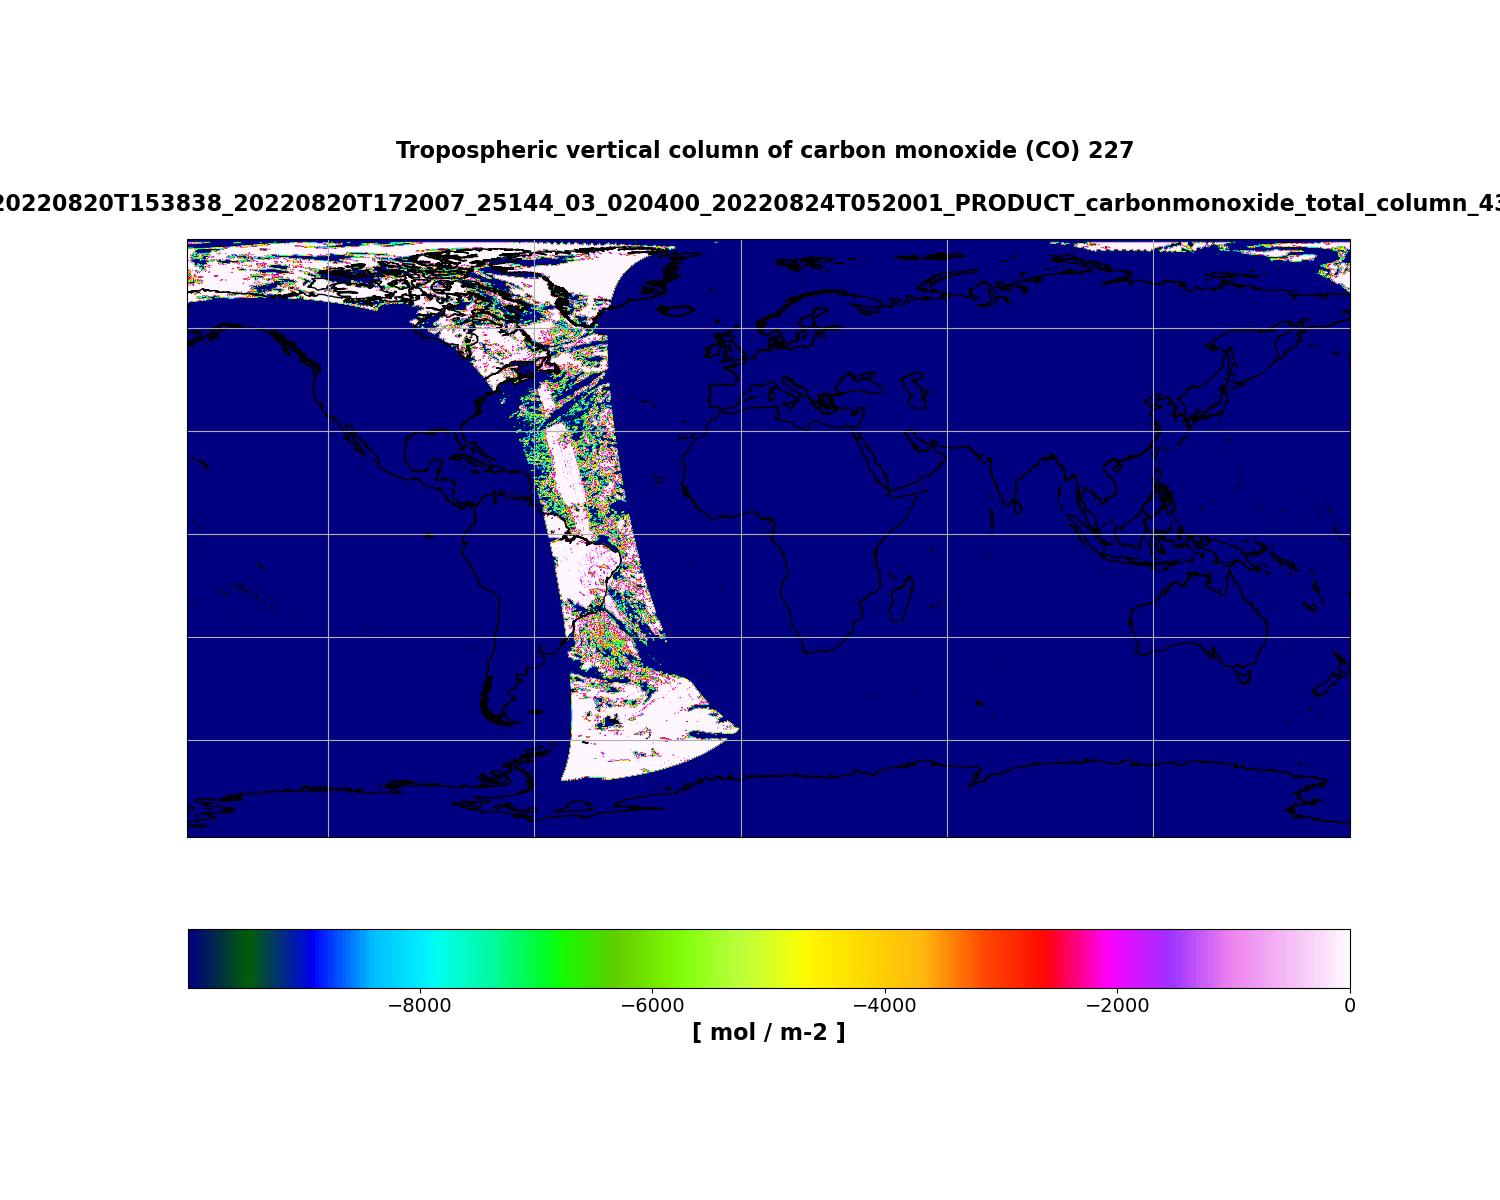 Tropospheric vertical column of carbon monoxide (CO) 227
20220820T153838_20220820T172007_25144_03_020400_20220824T052001_PRODUCT_carbonmonoxide_total_column_43
−8000 −6000 −4000 −2000 0
[ mol / m-2 ]